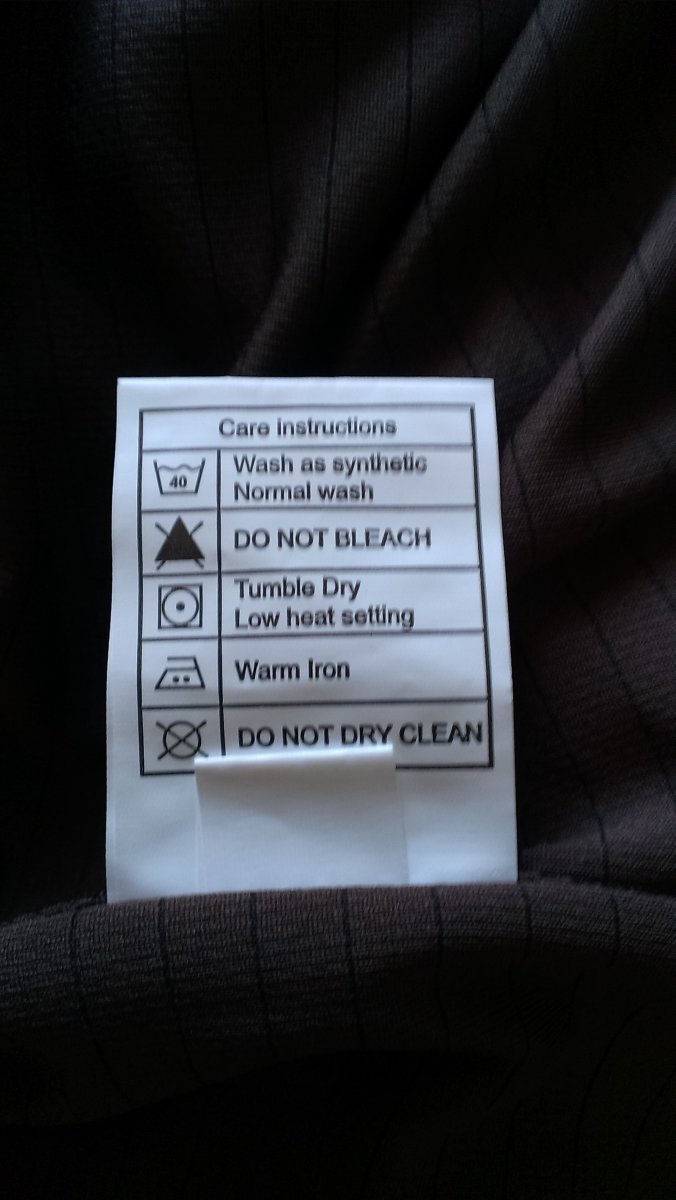 Care instructions
40
Wash as synthetic
Normal wash
DO NOT BLEACH
Tumble Dry
Low heat setting
Warm Iron
DO NOT DRY CLEAN